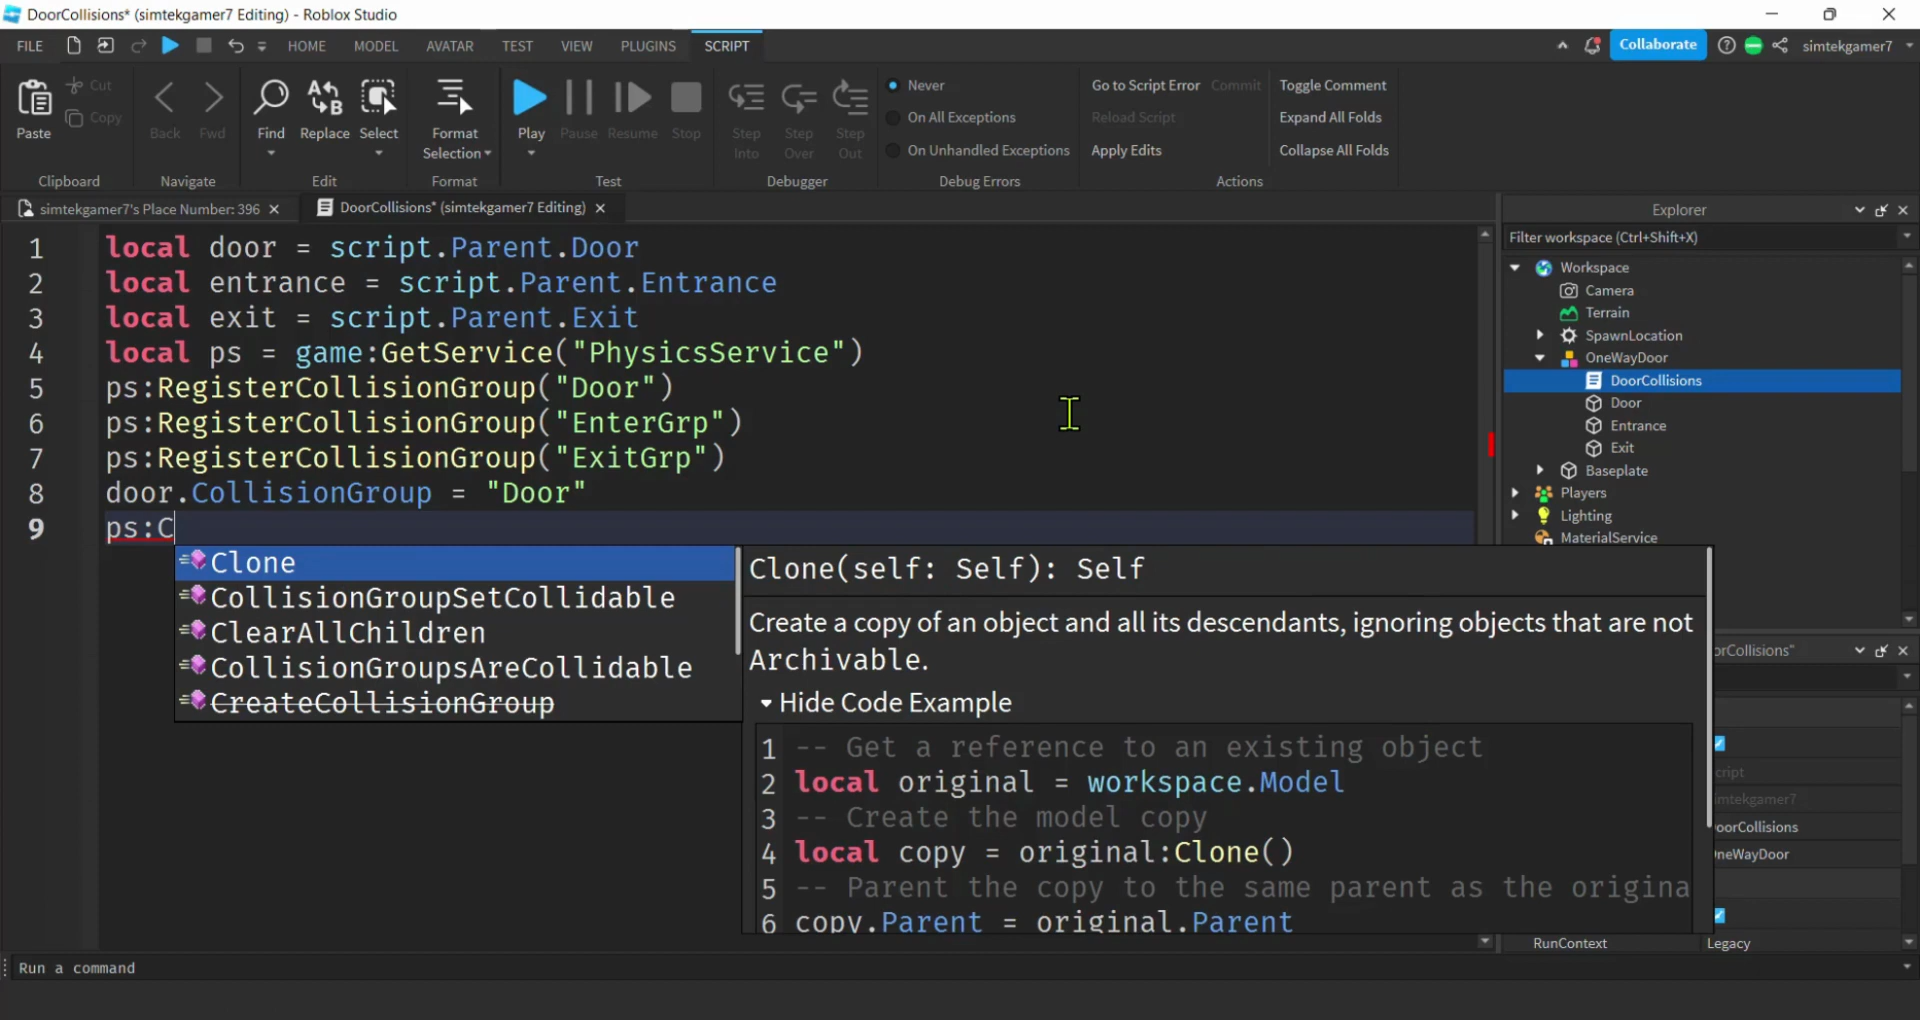 DoorCollisions* (simtekgamer7 Editing) - Roblox Studio
FILE HOME MODEL AVATAR TEST VIEW PLUGINS SCRIPT Collaborate simtekgamer7
Paste Cut Copy Back Fwd Find Replace Select Format Selection Play Pause Resume Stop Step Into Step Over Step Out
Never
On All Exceptions
On Unhandled Exceptions
Go to Script Error Commit
Reload Script
Apply Edits
Toggle Comment
Expand All Folds
Collapse All Folds
Clipboard Navigate Edit Format Test Debugger Debug Errors Actions
simtekgamer7's Place Number: 396 DoorCollisions* (simtekgamer7 Editing)
1 local door = script.Parent.Door
2 local entrance = script.Parent.Entrance
3 local exit = script.Parent.Exit
4 local ps = game:GetService("PhysicsService")
5 ps:RegisterCollisionGroup("Door")
6 ps:RegisterCollisionGroup("EnterGrp")
7 ps:RegisterCollisionGroup("ExitGrp")
8 door.CollisionGroup = "Door"
9 ps:C
Clone
CollisionGroupSetCollidable
ClearAllChildren
CollisionGroupsAreCollidable
CreateCollisionGroup
Clone(self: Self): Self
Create a copy of an object and all its descendants, ignoring objects that are not
Archivable.
Hide Code Example
1 -- Get a reference to an existing object
2 local original = workspace.Model
3 -- Create the model copy
4 local copy = original:Clone()
5 -- Parent the copy to the same parent as the origina
6 copy.Parent = original.Parent
Explorer
Filter workspace (Ctrl+Shift+X)
Workspace
Camera
Terrain
SpawnLocation
OneWayDoor
DoorCollisions
Door
Entrance
Exit
Baseplate
Players
Lighting
MaterialService
orCollisions"
cript
imtekgamer7
oorCollisions
OneWayDoor
RunContext Legacy
Run a command